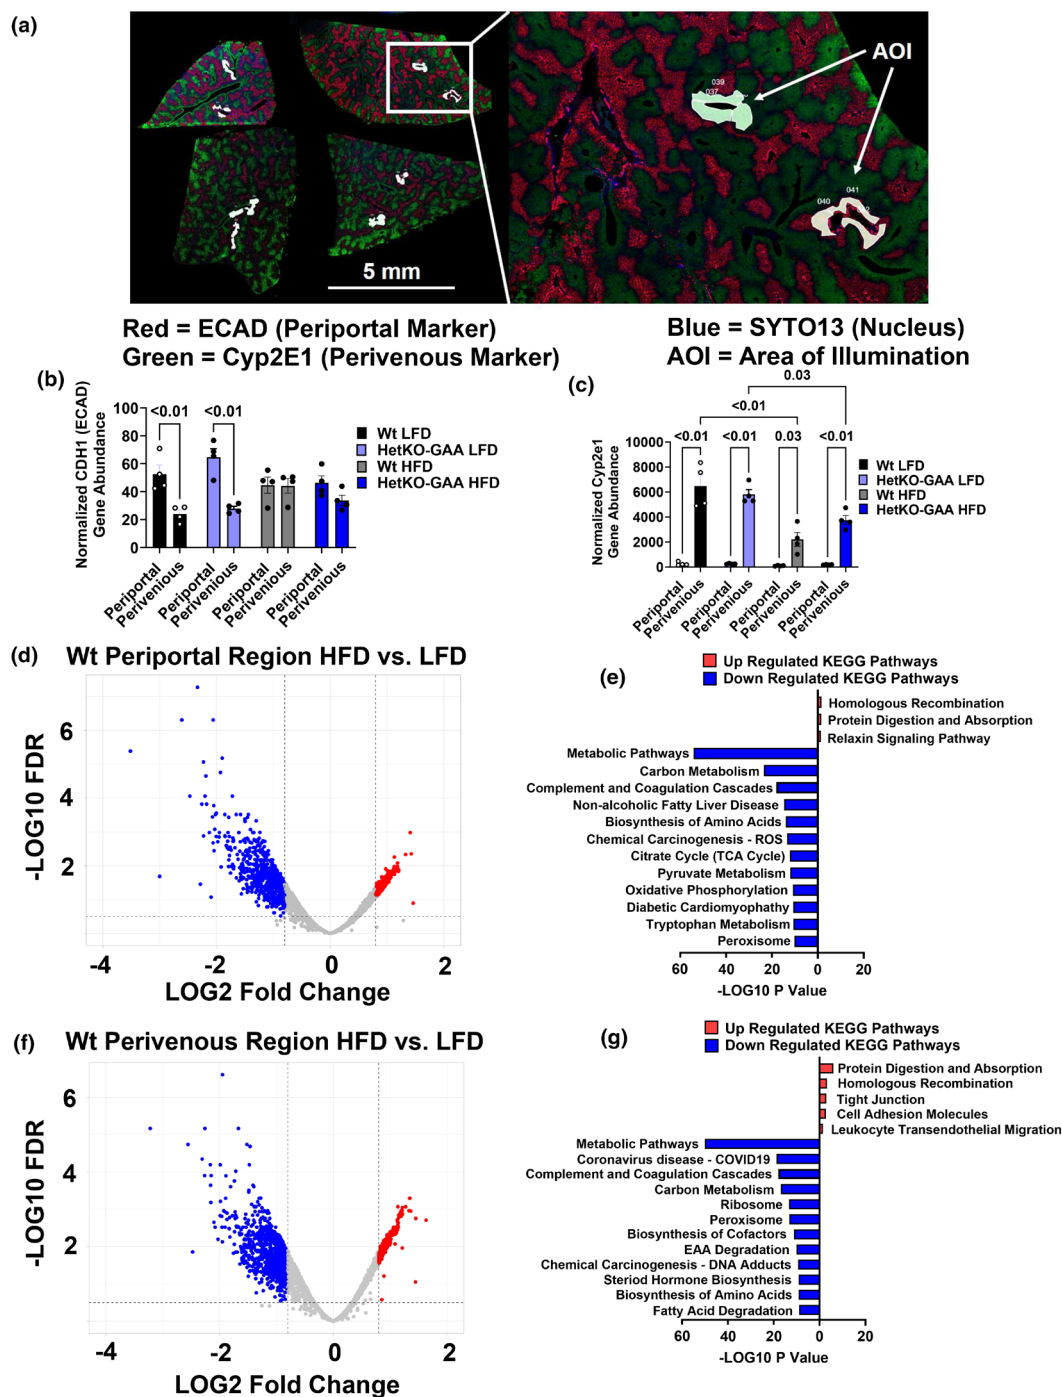 (a)
AOI
039
037
041
040
5 mm
Red = ECAD (Periportal Marker)
Green = Cyp2E1 (Perivenous Marker)
Blue = SYTO13 (Nucleus)
AOI = Area of Illumination
(b)
Normalized CDH1 (ECAD)
Gene Abundance
100
80
60
40
20
0
<0.01
<0.01
Periportal
Perivenious
Periportal
Perivenious
Periportal
Perivenious
Periportal
Perivenious
Wt LFD
HetKO-GAA LFD
Wt HFD
HetKO-GAA HFD
(c)
Normalized Cyp2e1
Gene Abundance
10000
8000
6000
4000
2000
0
0.03
<0.01
<0.01
<0.01
0.03
<0.01
Periportal
Perivenious
Periportal
Perivenious
Periportal
Perivenious
Periportal
Perivenious
Wt LFD
HetKO-GAA LFD
Wt HFD
HetKO-GAA HFD
(d)
Wt Periportal Region HFD vs. LFD
-LOG10 FDR
6
4
2
-4
-2
0
2
LOG2 Fold Change
(e)
Up Regulated KEGG Pathways
Down Regulated KEGG Pathways
Homologous Recombination
Protein Digestion and Absorption
Relaxin Signaling Pathway
Metabolic Pathways
Carbon Metabolism
Complement and Coagulation Cascades
Non-alcoholic Fatty Liver Disease
Biosynthesis of Amino Acids
Chemical Carcinogenesis - ROS
Citrate Cycle (TCA Cycle)
Pyruvate Metabolism
Oxidative Phosphorylation
Diabetic Cardiomyophathy
Tryptophan Metabolism
Peroxisome
60
40
20
0
20
-LOG10 P Value
(f)
Wt Perivenous Region HFD vs. LFD
-LOG10 FDR
6
4
2
-4
-2
0
2
LOG2 Fold Change
(g)
Up Regulated KEGG Pathways
Down Regulated KEGG Pathways
Protein Digestion and Absorption
Homologous Recombination
Tight Junction
Cell Adhesion Molecules
Leukocyte Transendothelial Migration
Metabolic Pathways
Coronavirus disease - COVID19
Complement and Coagulation Cascades
Carbon Metabolism
Ribosome
Peroxisome
Biosynthesis of Cofactors
EAA Degradation
Chemical Carcinogenesis - DNA Adducts
Steriod Hormone Biosynthesis
Biosynthesis of Amino Acids
Fatty Acid Degradation
60
40
20
0
20
-LOG10 P Value